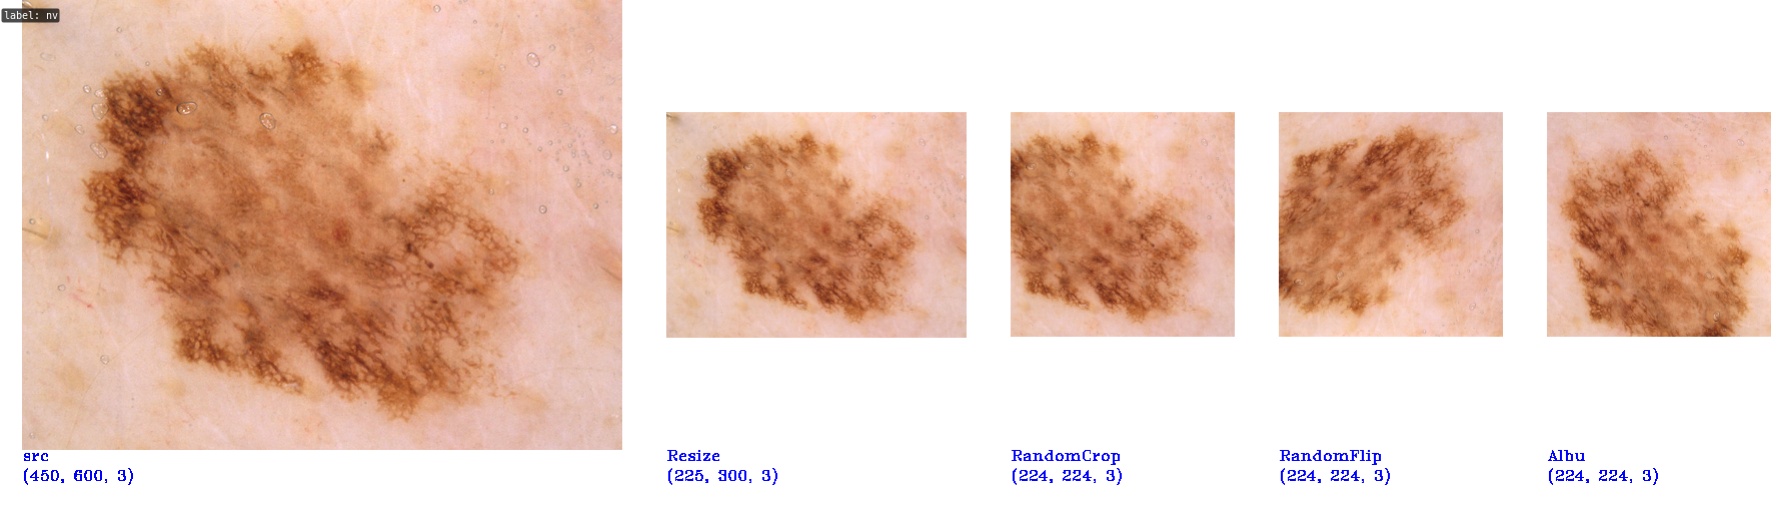 label: nv
src
(450, 600, 3)
Resize
(225, 300, 3)
RandomCrop
(224, 224, 3)
RandomFlip
(224, 224, 3)
Albu
(224, 224, 3)